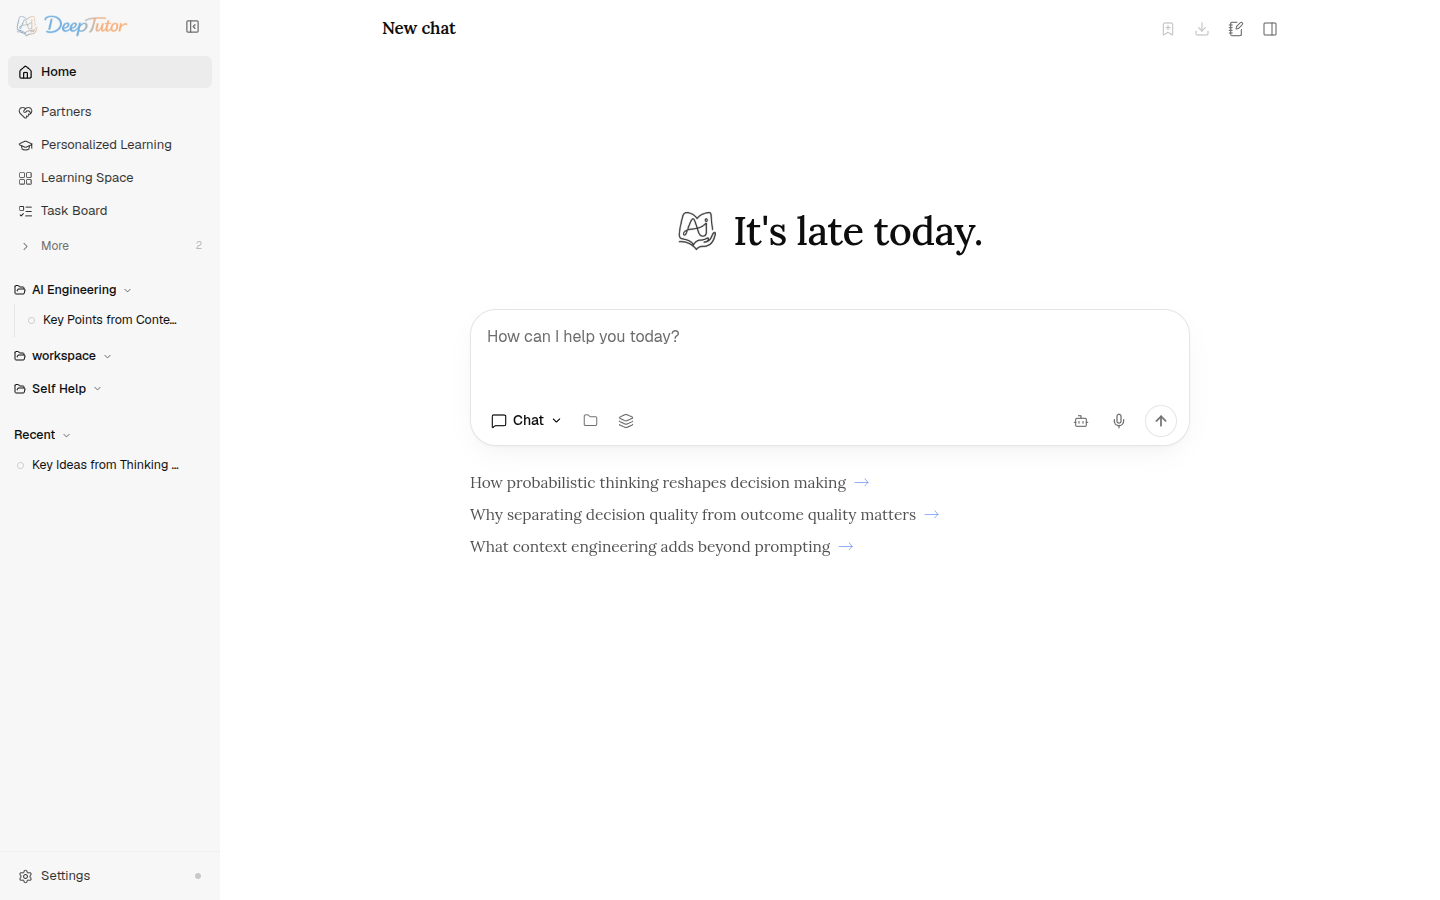 DeepTutor
Home
Partners
Personalized Learning
Learning Space
Task Board
More 2
AI Engineering
Key Points from Conte...
workspace
Self Help
Recent
Key Ideas from Thinking ...
Settings
New chat
Ai It's late today.
How can I help you today?
Chat
How probabilistic thinking reshapes decision making →
Why separating decision quality from outcome quality matters →
What context engineering adds beyond prompting →